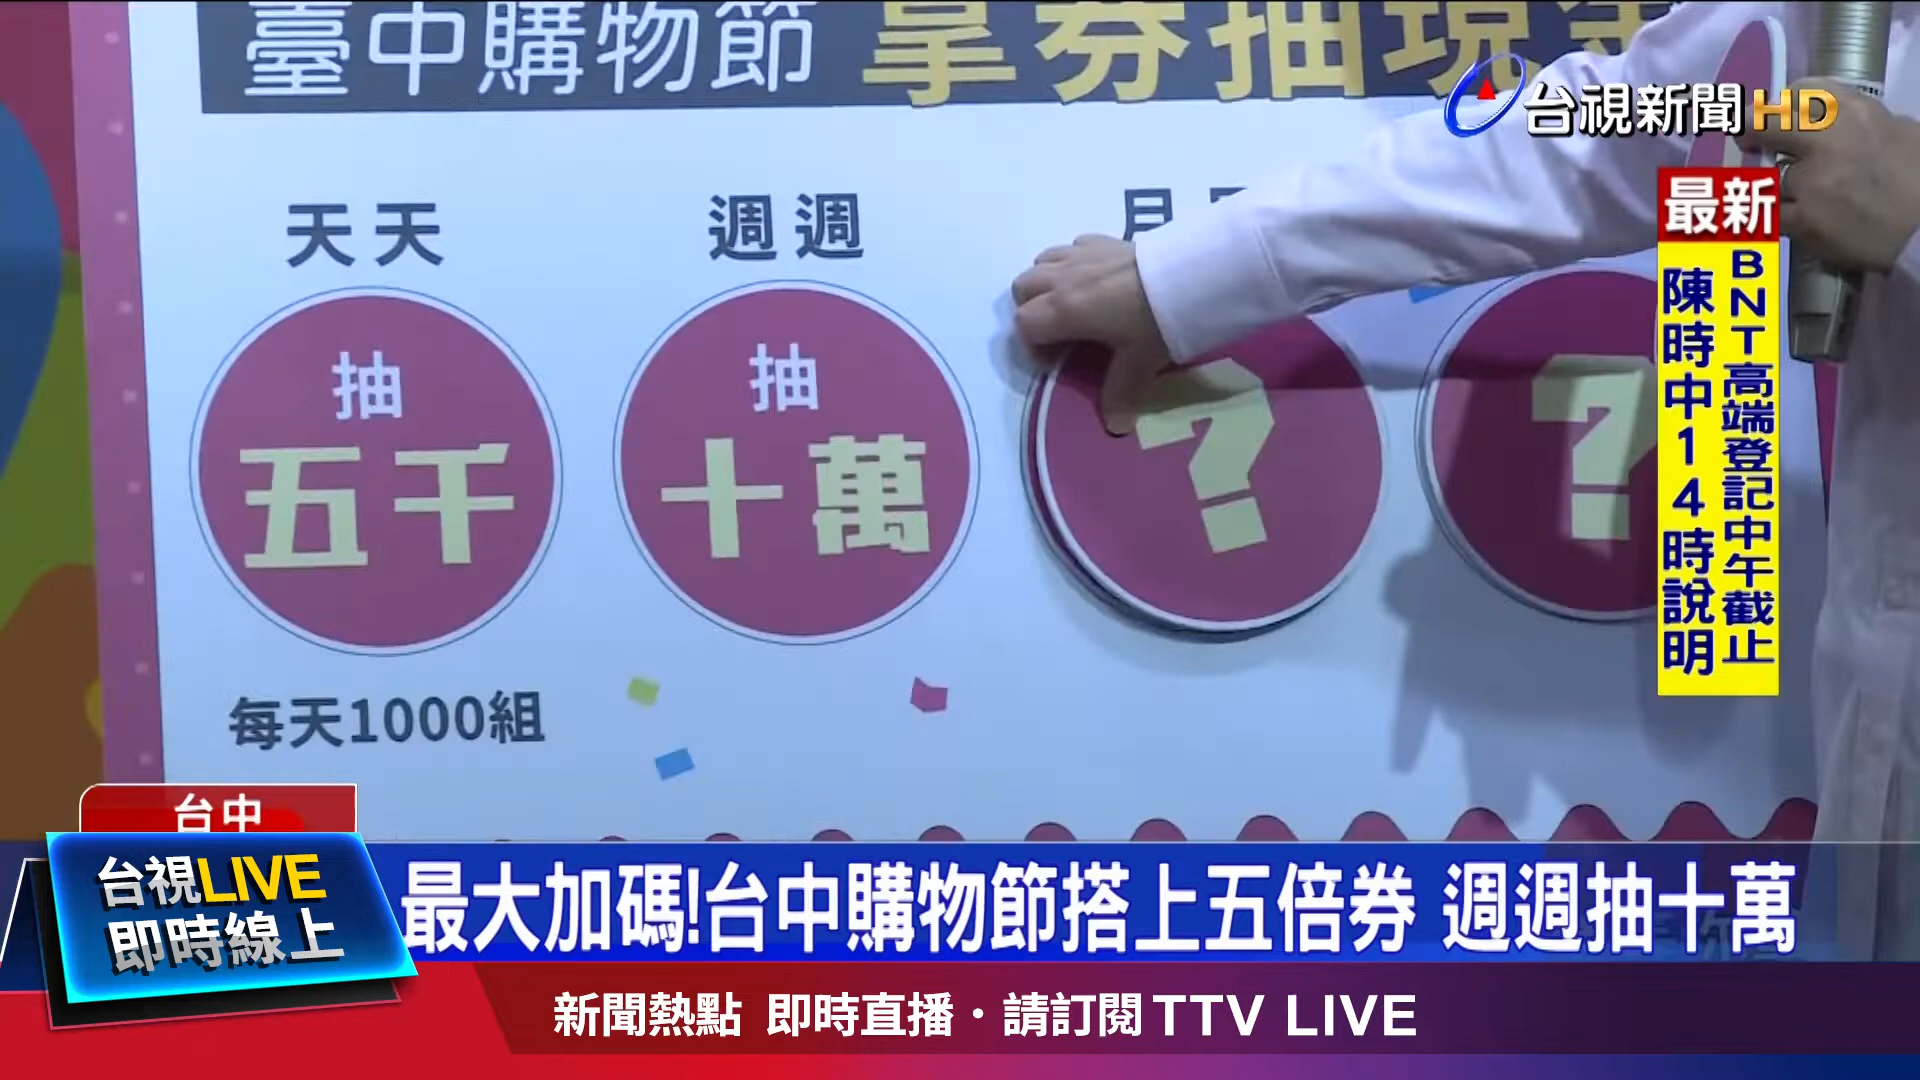 臺中購物節 拿券抽現金
台視新聞HD
天天
週週
抽
五千
抽
十萬
?
?
每天1000組
最新
BNT高端登記中午截止
陳時中14時說明
台中
台視LIVE
即時線上
最大加碼!台中購物節搭上五倍券 週週抽十萬
新聞熱點 即時直播·請訂閱TTV LIVE